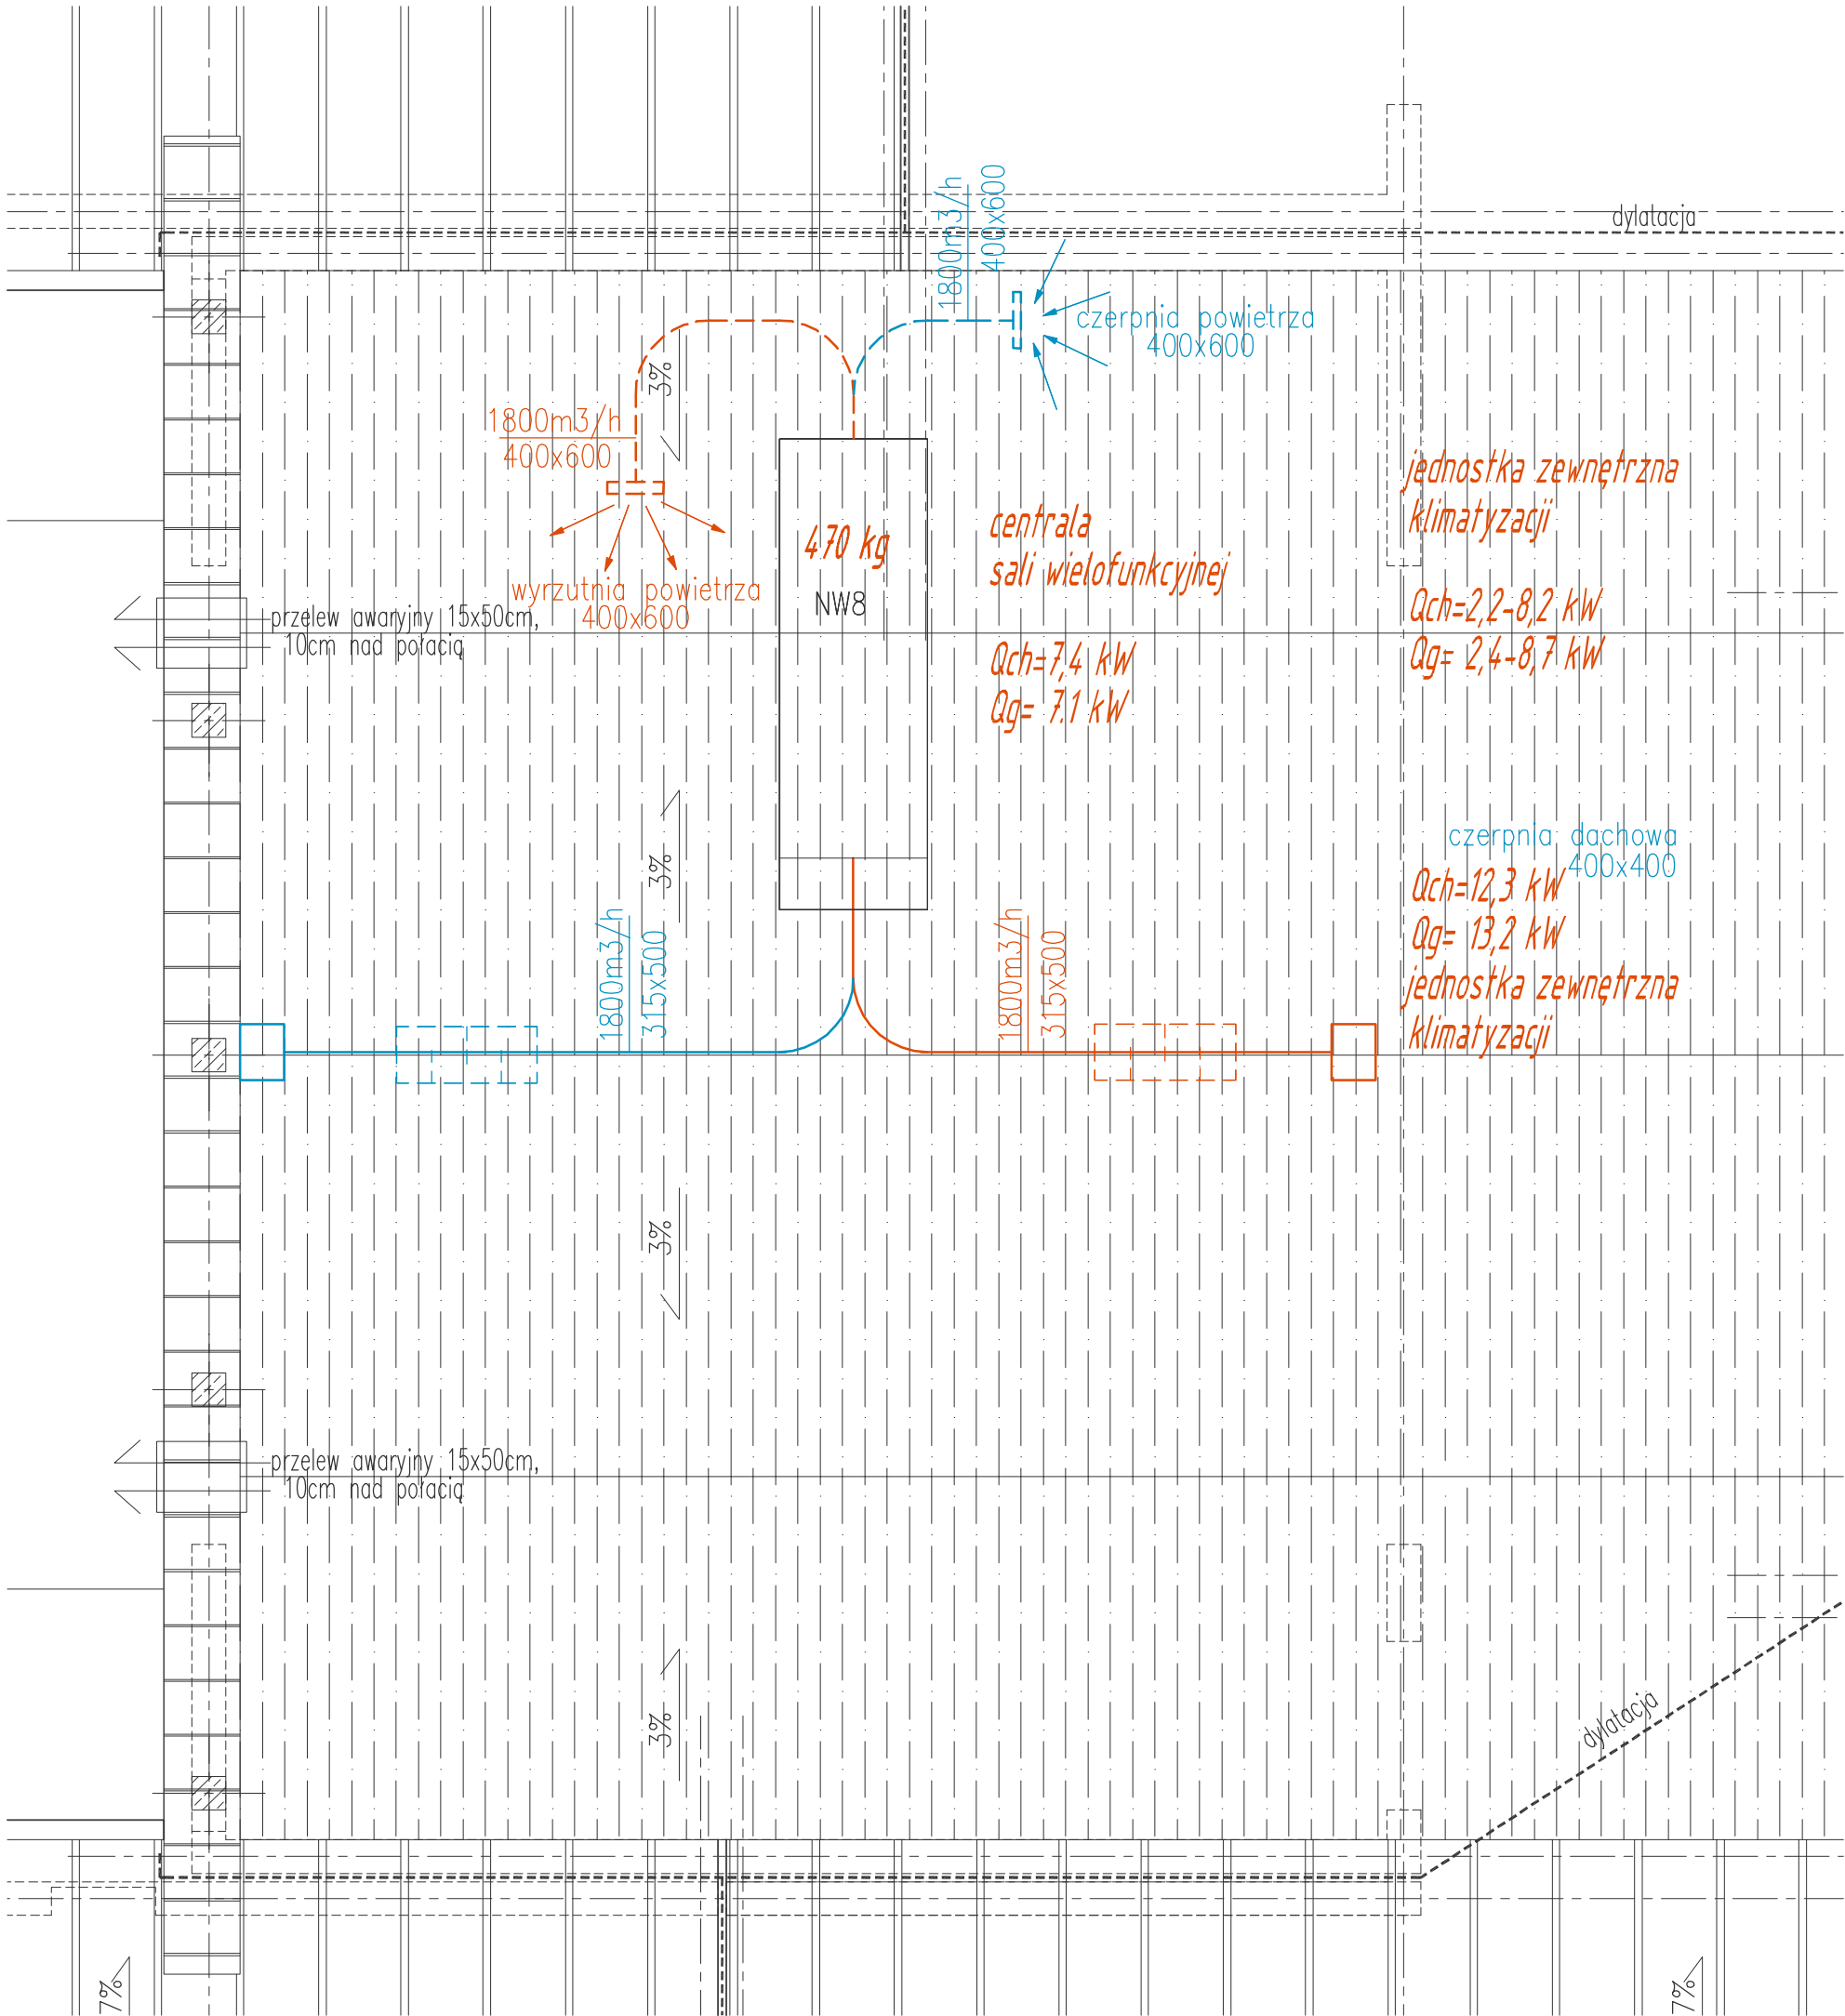 dylatacja
1800m3/h
400x600
czerpnia powietrza
400x600
3%
1800m3/h
400x600
wyrzutnia powietrza
400x600
470 kg
NW8
centrala
sali wielofunkcyjnej
Qch=7,4 kW
Qg= 7.1 kW
jednostka zewnętrzna
klimatyzacji
Qch=2,2-8,2 kW
Qg= 2,4-8,7 kW
przelew awaryjny 15x50cm,
10cm nad połacią
3%
czerpnia dachowa
400x400
Qch=12,3 kW
Qg= 13,2 kW
jednostka zewnętrzna
klimatyzacji
1800m3/h
315x500
1800m3/h
315x500
3%
przelew awaryjny 15x50cm,
10cm nad połacią
3%
dylatacja
7%
7%